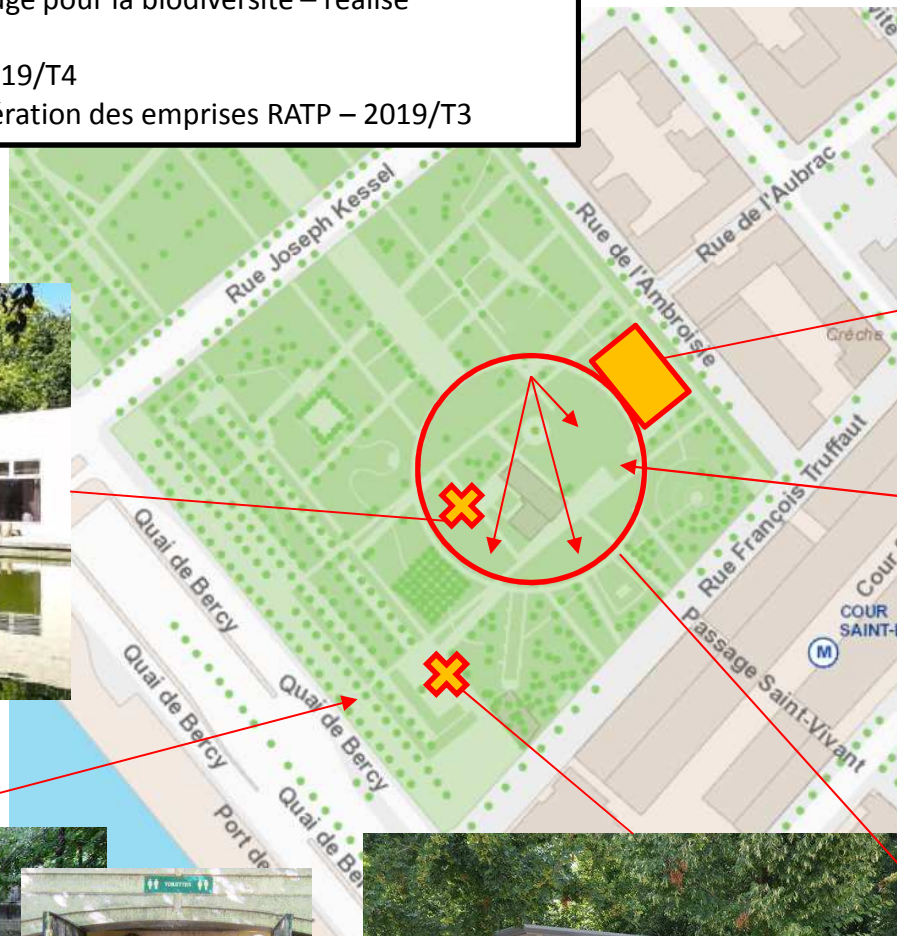 pour la biodiversité – réalisé
19/T4
ération des emprises RATP – 2019/T3
Rue Joseph Kessel
Rue de l'Aubrac
Rue de l'Ambroisie
Crèche
Rue François Truffaut
Quai de Bercy
Cour
COUR
SAINT-
M
Passage Saint-Vivant
Quai de Bercy
Quai de Bercy
Quai de Ber
Port de
TOILETTES